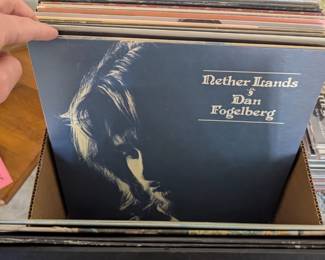 Nether Lands
Dan
Fogelberg